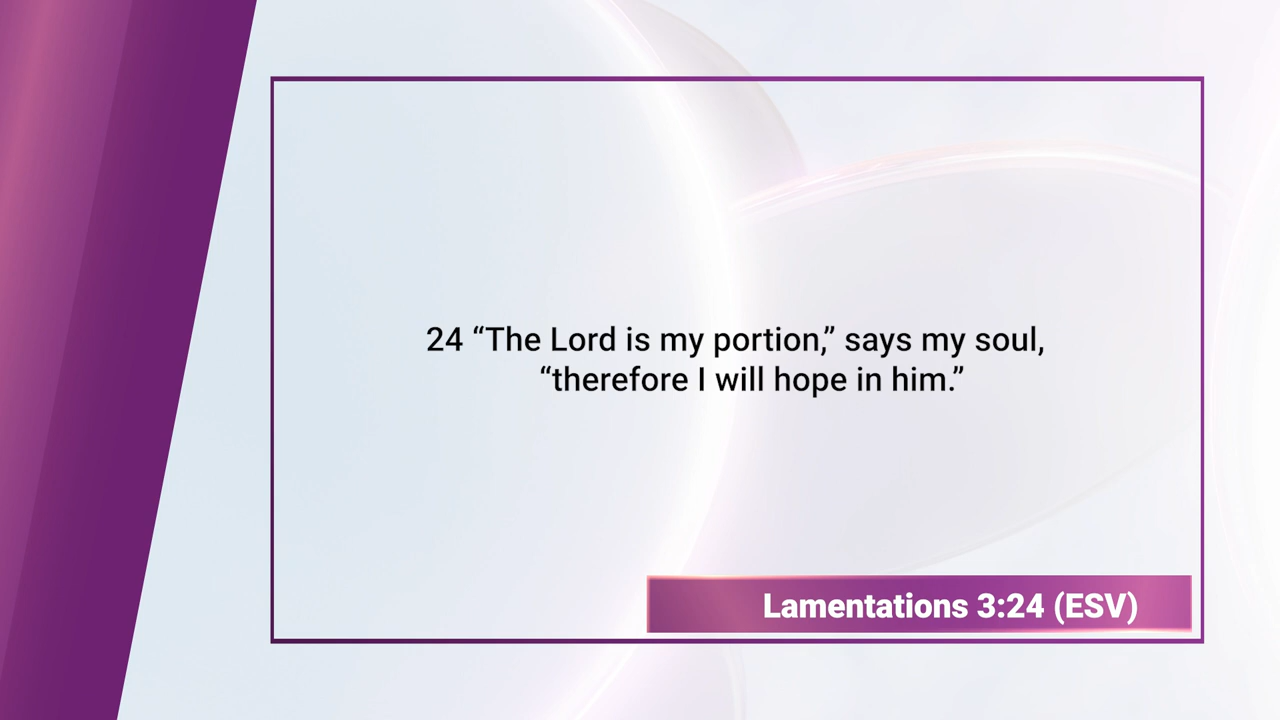 24 “The Lord is my portion,” says my soul,
“therefore I will hope in him.”
Lamentations 3:24 (ESV)